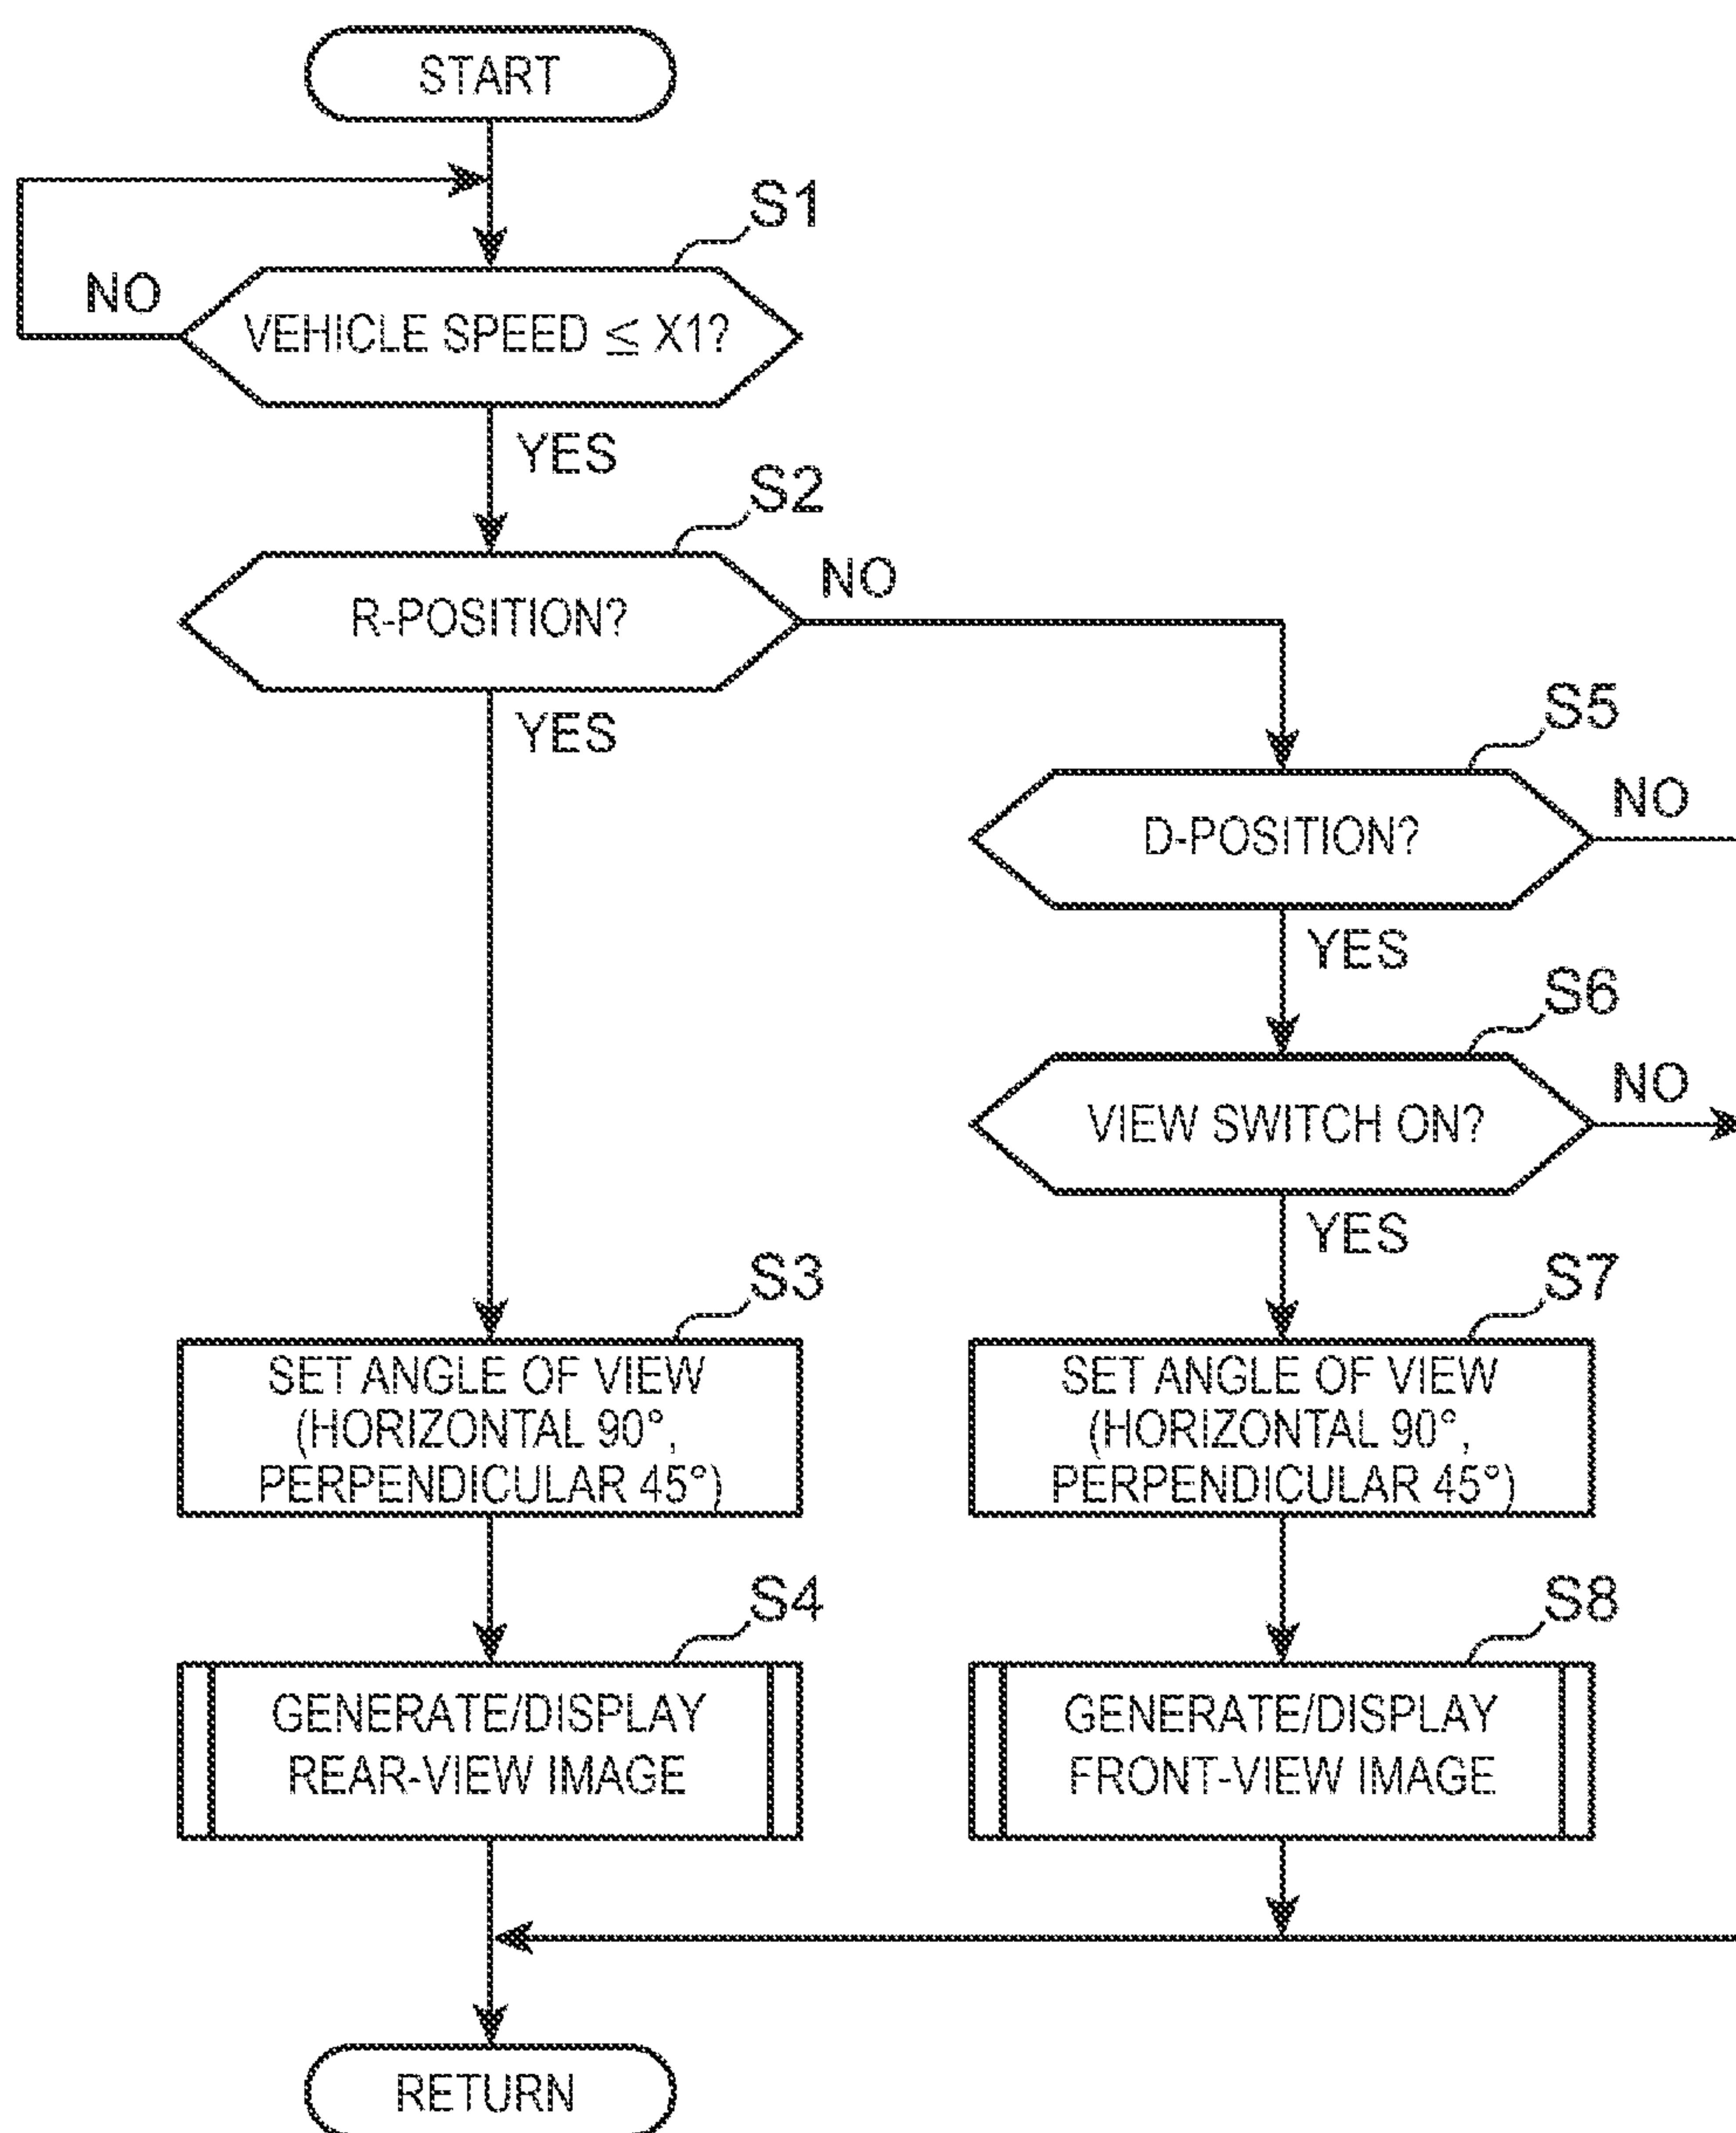 START
S1
NO
VEHICLE SPEED ≤ X1?
YES
S2
R-POSITION?
NO
YES
S5
D-POSITION?
NO
YES
S6
VIEW SWITCH ON?
NO
YES
S3
SET ANGLE OF VIEW
(HORIZONTAL 90°,
PERPENDICULAR 45°)
S7
SET ANGLE OF VIEW
(HORIZONTAL 90°,
PERPENDICULAR 45°)
S4
GENERATE/DISPLAY
REAR-VIEW IMAGE
S8
GENERATE/DISPLAY
FRONT-VIEW IMAGE
RETURN